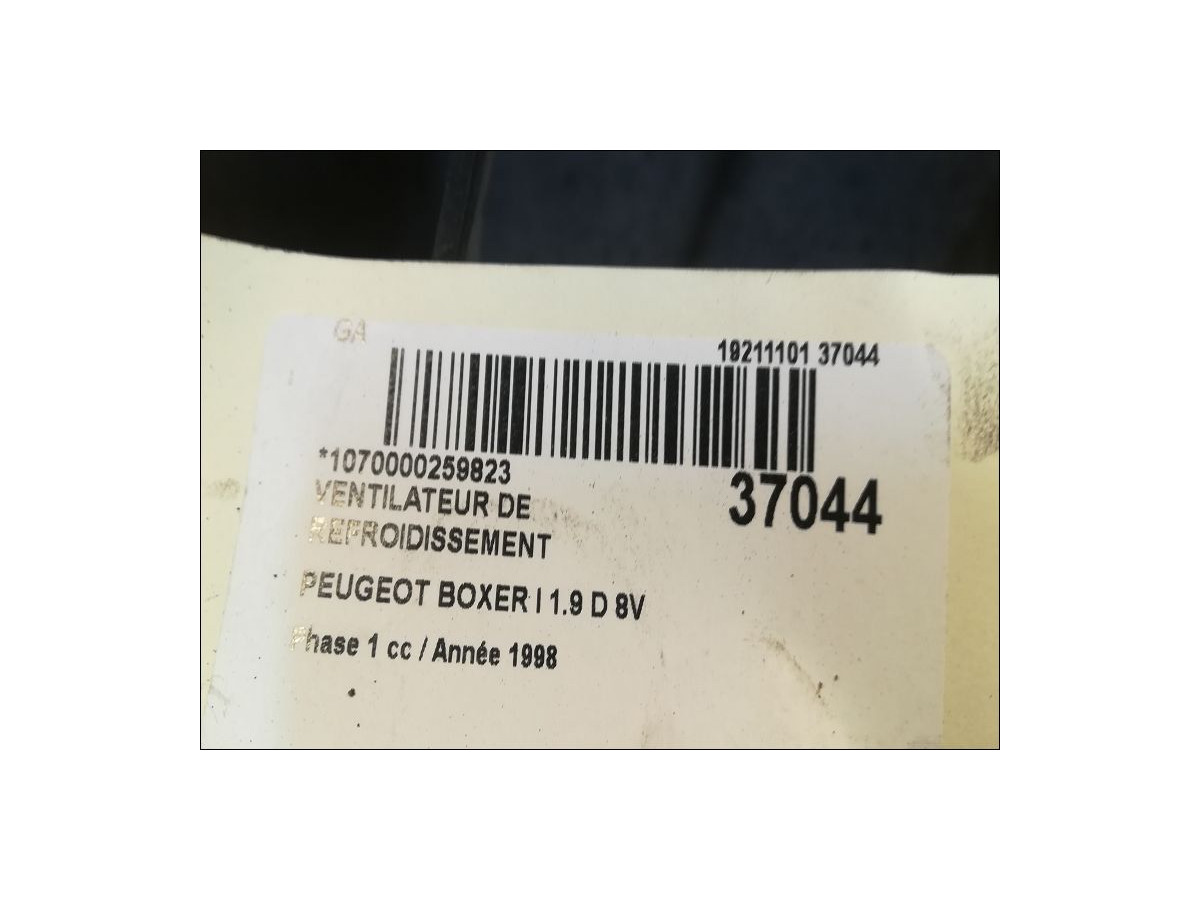 GA
19211101 37044
*1070000259823
37044
VENTILATEUR DE
REFROIDISSEMENT
PEUGEOT BOXER I 1.9 D 8V
Phase 1 cc / Année 1998